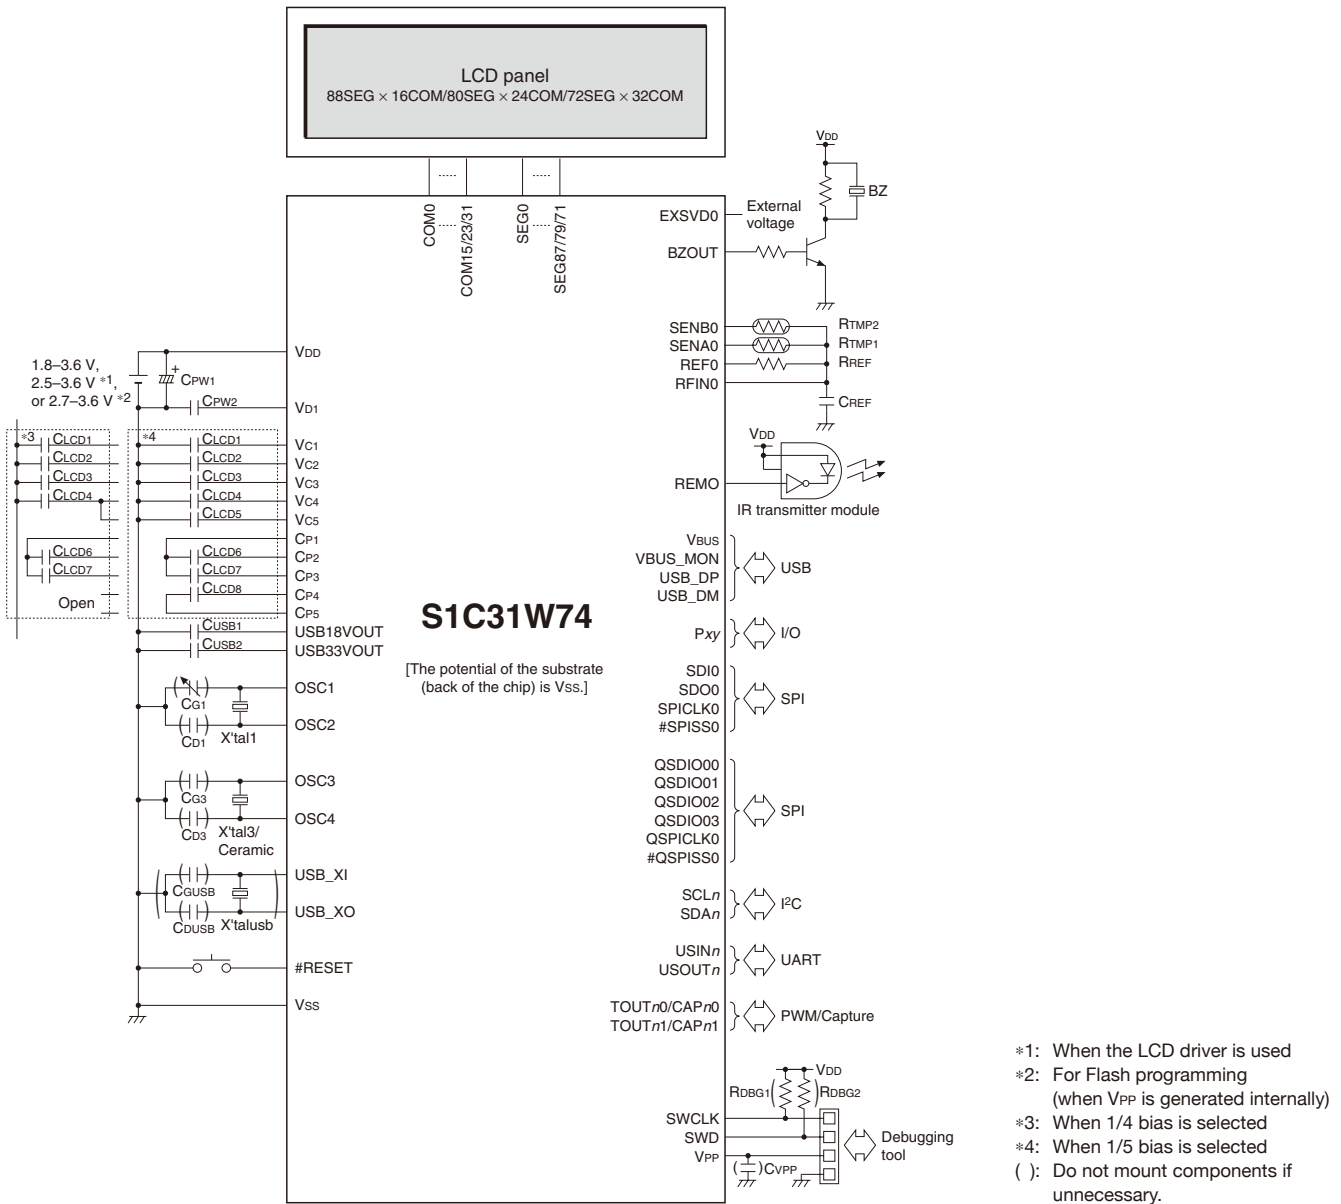 LCD panel
88SEG × 16COM/80SEG × 24COM/72SEG × 32COM
COM0
COM15/23/31
SEG0
SEG87/79/71
VDD
BZ
EXSVD0
External
voltage
BZOUT
SENB0
RTMP2
SENA0
RTMP1
REF0
RREF
RFIN0
CREF
VDD
REMO
IR transmitter module
VBUS
VBUS_MON
USB_DP
USB_DM
USB
Pxy
I/O
SDI0
SDO0
SPICLK0
#SPISS0
SPI
QSDIO00
QSDIO01
QSDIO02
QSDIO03
QSPICLK0
#QSPISS0
SPI
SCLn
SDAn
I²C
USINn
USOUTn
UART
TOUTn0/CAPn0
TOUTn1/CAPn1
PWM/Capture
VDD
RDBG1
RDBG2
SWCLK
SWD
VPP
CVPP
Debugging
tool
1.8–3.6 V,
2.5–3.6 V *1,
or 2.7–3.6 V *2
+
CPW1
VDD
CPW2
VD1
*3
CLCD1
CLCD2
CLCD3
CLCD4
CLCD6
CLCD7
Open
*4
CLCD1
VC1
CLCD2
VC2
CLCD3
VC3
CLCD4
VC4
CLCD5
VC5
CP1
CLCD6
CP2
CLCD7
CP3
CLCD8
CP4
CP5
CUSB1
USB18VOUT
CUSB2
USB33VOUT
S1C31W74
[The potential of the substrate
(back of the chip) is VSS.]
OSC1
CG1
OSC2
CD1
X'tal1
OSC3
CG3
OSC4
CD3
X'tal3/
Ceramic
USB_XI
CGUSB
USB_XO
CDUSB
X'talusb
#RESET
VSS
*1: When the LCD driver is used
*2: For Flash programming
(when VPP is generated internally)
*3: When 1/4 bias is selected
*4: When 1/5 bias is selected
( ): Do not mount components if
unnecessary.